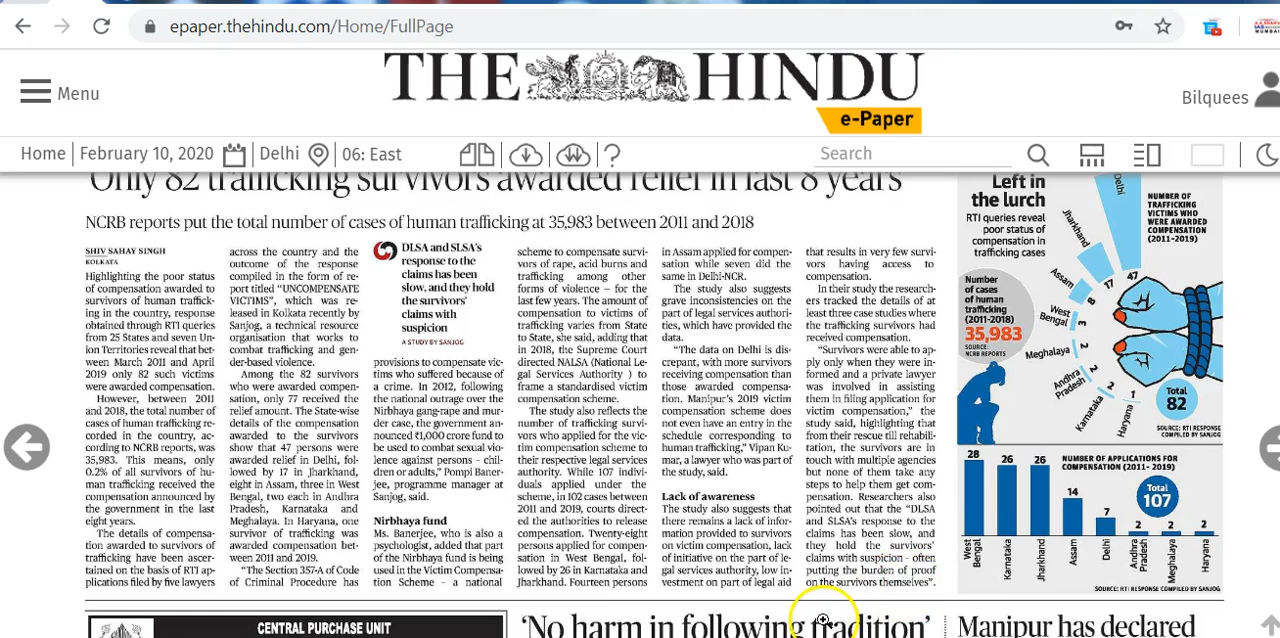 epaper.thehindu.com/Home/FullPage
Menu
THE HINDU
e-Paper
Bilquees
Home
February 10, 2020
Delhi
06: East
?
Search
Only 82 trafficking survivors awarded relief in last 8 years
NCRB reports put the total number of cases of human trafficking at 35,983 between 2011 and 2018
SHIV SAHAY SINGH
KOLKATA
Highlighting the poor status
of compensation awarded to
survivors of human traffick-
ing in the country, response
obtained through RTI queries
from 25 States and seven Un-
ion Territories reveal that bet-
ween March 2011 and April
2019 only 82 such victims
were awarded compensation.
However, between 2011
and 2018, the total number of
cases of human trafficking re-
corded in the country, ac-
cording to NCRB reports, was
35,983. This means, only
0.2% of all survivors of hu-
man trafficking received the
compensation announced by
the government in the last
eight years.
The details of compensa-
tion awarded to survivors of
trafficking have been ascer-
tained on the basis of RTI ap-
plications filed by five lawyers
across the country and the
outcome of the response
compiled in the form of re-
port titled “UNCOMPENSATE
VICTIMS”, which was re-
leased in Kolkata recently by
Sanjog, a technical resource
organisation that works to
combat trafficking and gen-
der-based violence.
Among the 82 survivors
who were awarded compen-
sation, only 77 received the
relief amount. The State-wise
details of the compensation
awarded to the survivors
show that 47 persons were
awarded relief in Delhi, fol-
lowed by 17 in Jharkhand,
eight in Assam, three in West
Bengal, two each in Andhra
Pradesh, Karnataka and
Meghalaya. In Haryana, one
survivor of trafficking was
awarded compensation bet-
ween 2011 and 2019.
“The Section 357-A of Code
of Criminal Procedure has
DLSA and SLSA’s
response to the
claims has been
slow, and they hold
the survivors’
claims with
suspicion
A STUDY BY SANJOG
provisions to compensate vic-
tims who suffered because of
a crime. In 2012, following
the national outrage over the
Nirbhaya gang-rape and mur-
der case, the government an-
nounced ₹1,000 crore fund to
be used to combat sexual vio-
lence against persons - chil-
dren or adults,” Pompi Baner-
jee, programme manager at
Sanjog, said.
Nirbhaya fund
Ms. Banerjee, who is also a
psychologist, added that part
of the Nirbhaya fund is being
used in the Victim Compensa-
tion Scheme - a national
scheme to compensate survi-
vors of rape, acid burns and
trafficking among other
forms of violence – for the
last few years. The amount of
compensation to victims of
trafficking varies from State
to State, she said, adding that
in 2018, the Supreme Court
directed NALSA (National Le-
gal Services Authority ) to
frame a standardised victim
compensation scheme.
The study also reflects the
number of trafficking survi-
vors who applied for the vic-
tim compensation scheme to
their respective legal services
authority. While 107 indivi-
duals applied under the
scheme, in 102 cases between
2011 and 2019, courts direct-
ed the authorities to release
compensation. Twenty-eight
persons applied for compen-
sation in West Bengal, fol-
lowed by 26 in Karnataka and
Jharkhand. Fourteen persons
in Assam applied for compen-
sation while seven did the
same in Delhi-NCR.
The study also suggests
grave inconsistencies on the
part of legal services authori-
ties, which have provided the
data.
“The data on Delhi is dis-
crepant, with more survivors
receiving compensation than
those awarded compensa-
tion. Manipur’s 2019 victim
compensation scheme does
not even have an entry in the
schedule corresponding to
human trafficking,” Vipan Ku-
mar, a lawyer who was part of
the study, said.
Lack of awareness
The study also suggests that
there remains a lack of infor-
mation provided to survivors
on victim compensation, lack
of initiative on the part of le-
gal services authority, low in-
vestment on part of legal aid
that results in very few survi-
vors having access to
compensation.
In their study the research-
ers tracked the details of at
least three case studies where
the trafficking survivors had
received compensation.
“Survivors were able to ap-
ply only when they were in-
formed and a private lawyer
was involved in assisting
them in filing application for
victim compensation,” the
study said, highlighting that
from their rescue till rehabili-
tation, the survivors are in
touch with multiple agencies
but none of them take any
steps to help them get com-
pensation. Researchers also
pointed out that the “DLSA
and SLSA’s response to the
claims has been slow, and
they hold the survivors’
claims with suspicion - often
putting the burden of proof
on the survivors themselves”.
Left in
the lurch
RTI queries reveal
poor status of
compensation in
trafficking cases
Number
of cases
of human
trafficking
(2011-2018)
35,983
SOURCE:
NCRB REPORTS
NUMBER OF
TRAFFICKING
VICTIMS WHO
WERE AWARDED
COMPENSATION
(2011-2019)
Delhi
47
Jharkhand
17
Assam
8
West
Bengal
3
Meghalaya
2
Andhra
Pradesh
2
Karnataka
2
Haryana
1
Total
82
SOURCE: RTI RESPONSE
COMPILED BY SANJOG
NUMBER OF APPLICATIONS FOR
COMPENSATION (2011- 2019)
Total
107
28
26
26
14
7
2
2
2
West
Bengal
Karnataka
Jharkhand
Assam
Delhi
Andhra
Pradesh
Meghalaya
Haryana
SOURCE: RTI RESPONSE COMPILED BY SANJOG
CENTRAL PURCHASE UNIT
‘No harm in following tradition’
Manipur has declared